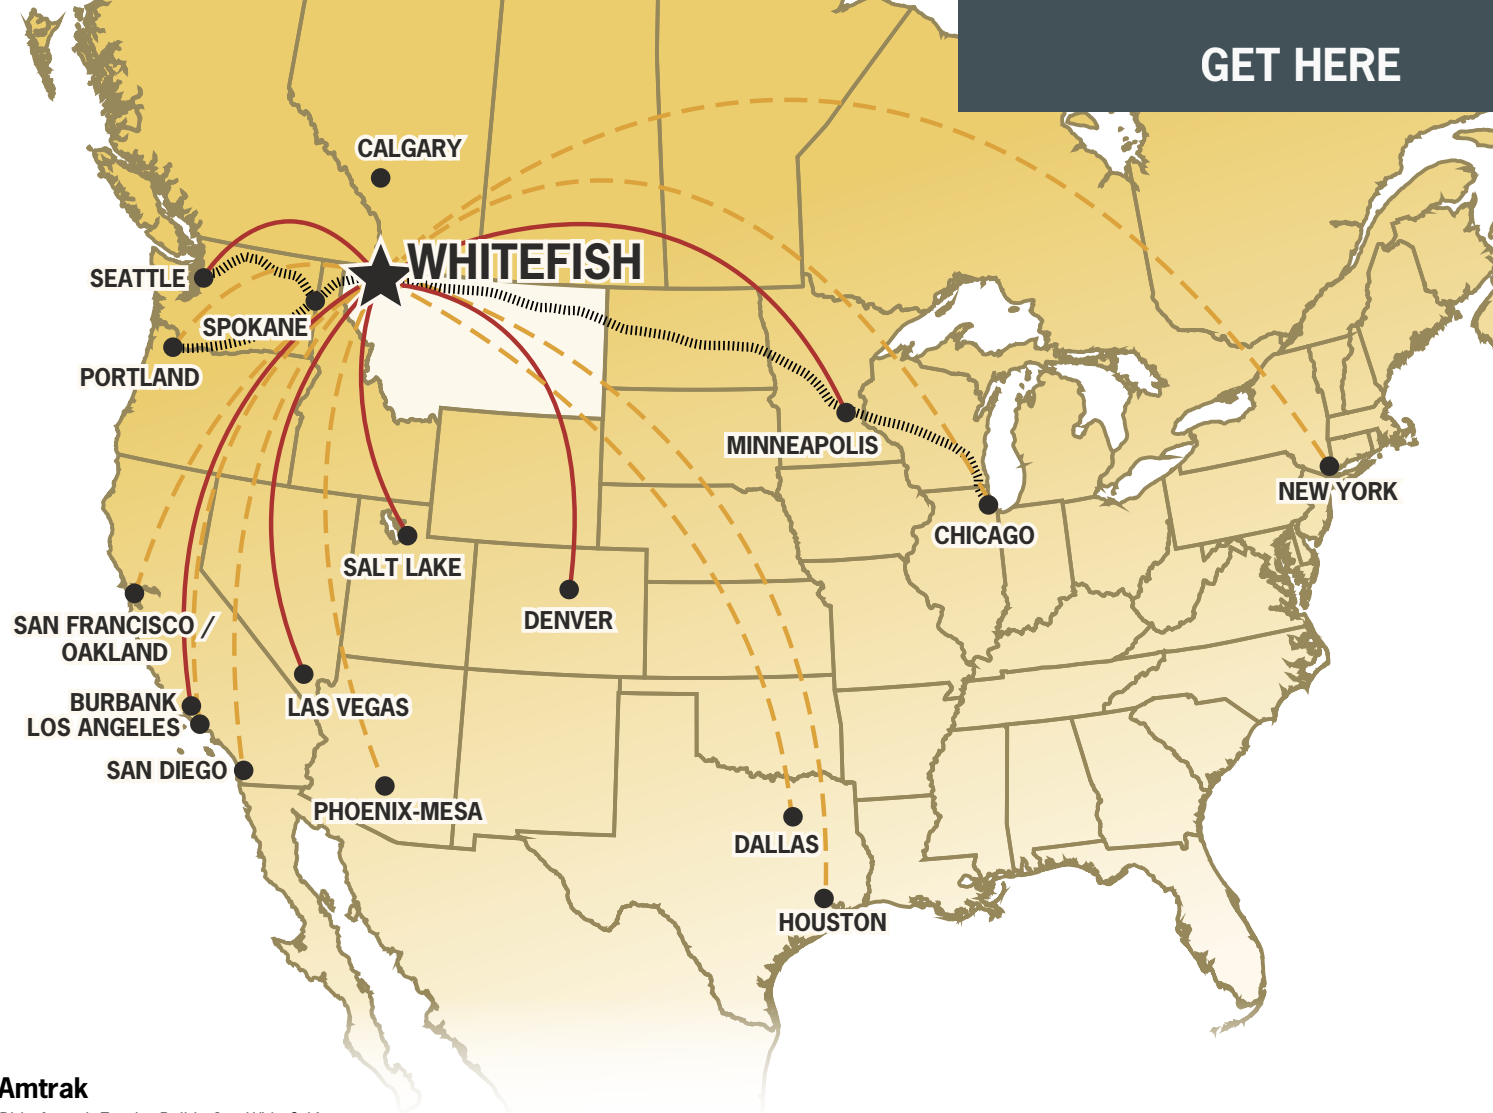 GET HERE
CALGARY
WHITEFISH
SEATTLE
SPOKANE
PORTLAND
MINNEAPOLIS
NEW YORK
CHICAGO
SALT LAKE
DENVER
SAN FRANCISCO /
OAKLAND
BURBANK
LAS VEGAS
LOS ANGELES
SAN DIEGO
PHOENIX-MESA
DALLAS
HOUSTON
Amtrak